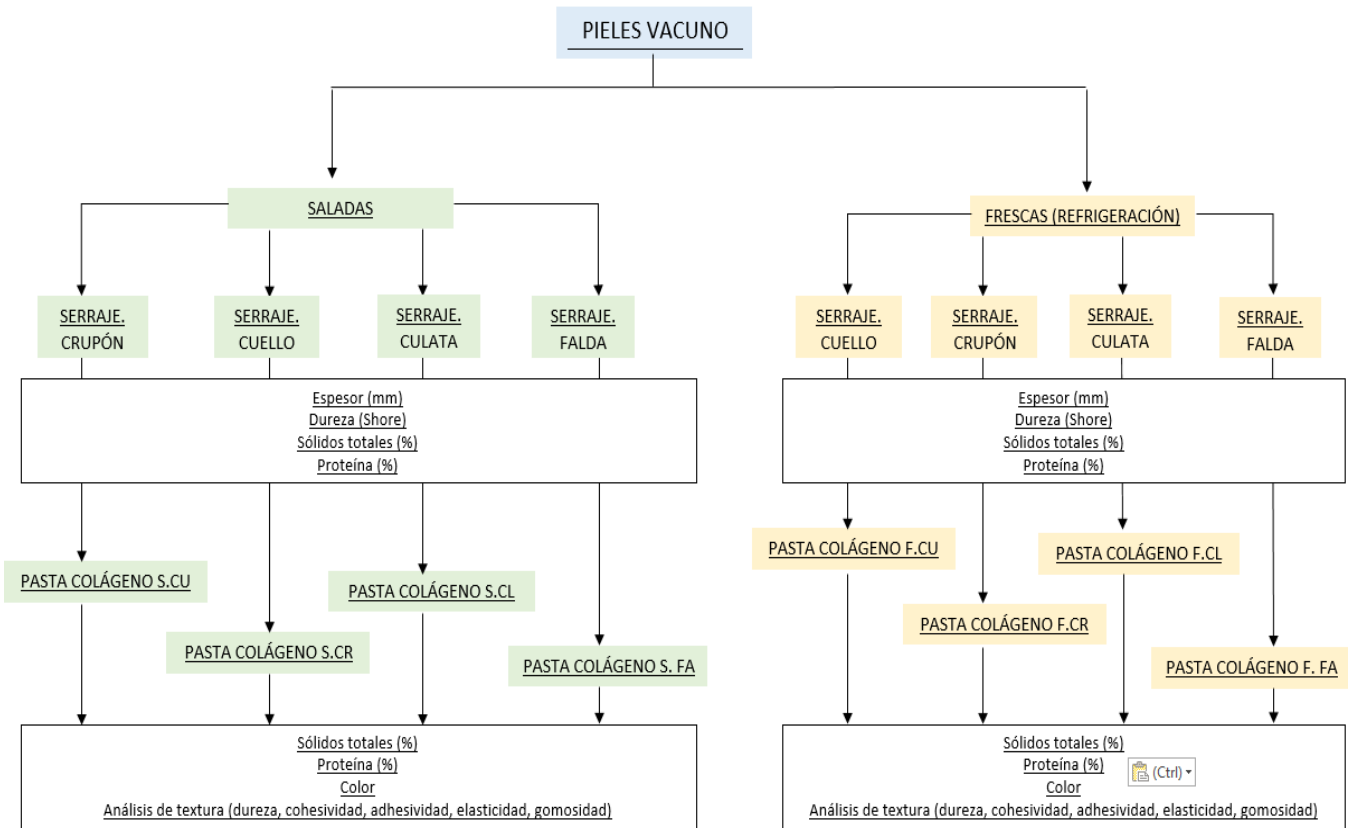 PIELES VACUNO
SALADAS
FRESCAS (REFRIGERACIÓN)
SERRAJE.
CRUPÓN
SERRAJE.
CUELLO
SERRAJE.
CULATA
SERRAJE.
FALDA
SERRAJE.
CUELLO
SERRAJE.
CRUPÓN
SERRAJE.
CULATA
SERRAJE.
FALDA
Espesor (mm)
Dureza (Shore)
Sólidos totales (%)
Proteína (%)
Espesor (mm)
Dureza (Shore)
Sólidos totales (%)
Proteína (%)
PASTA COLÁGENO S.CU
PASTA COLÁGENO S.CR
PASTA COLÁGENO S.CL
PASTA COLÁGENO S. FA
PASTA COLÁGENO F.CU
PASTA COLÁGENO F.CR
PASTA COLÁGENO F.CL
PASTA COLÁGENO F. FA
Sólidos totales (%)
Proteína (%)
Color
Análisis de textura (dureza, cohesividad, adhesividad, elasticidad, gomosidad)
Sólidos totales (%)
Proteína (%)
(Ctrl)
Color
Análisis de textura (dureza, cohesividad, adhesividad, elasticidad, gomosidad)